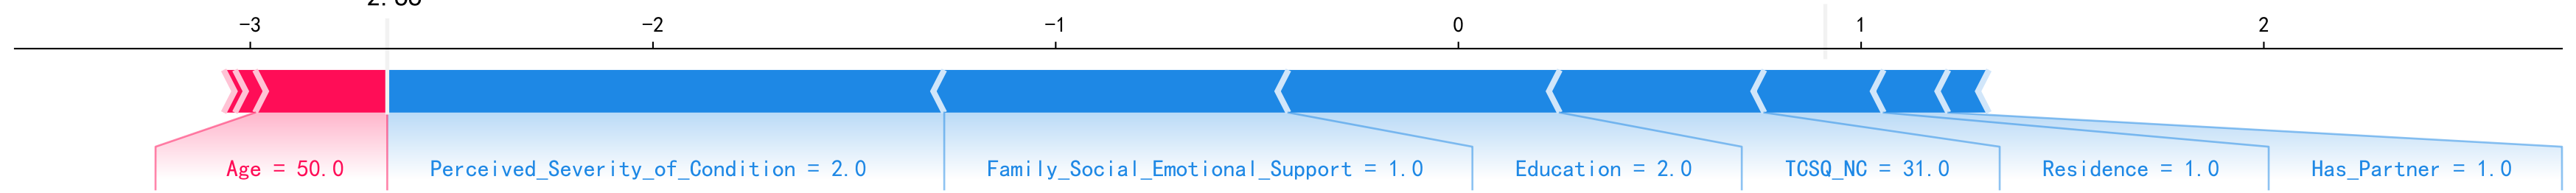 -3 -2 -1 0 1 2
Age = 50.0 Perceived_Severity_of_Condition = 2.0 Family_Social_Emotional_Support = 1.0 Education = 2.0 TCSQ_NC = 31.0 Residence = 1.0 Has_Partner = 1.0